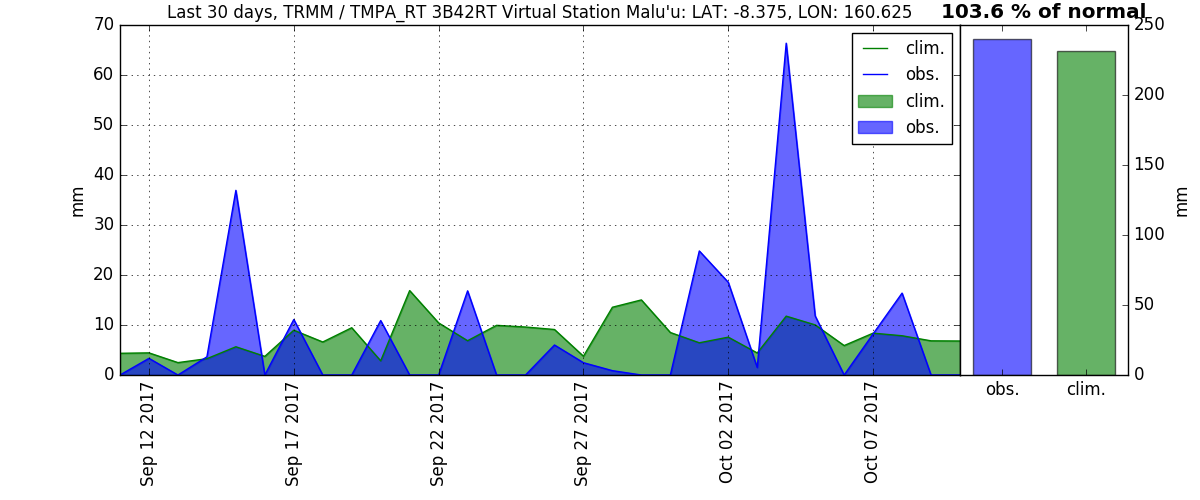 Last 30 days, TRMM / TMPA_RT 3B42RT Virtual Station Malu'u: LAT: -8.375, LON: 160.625
103.6 % of normal
70
60
50
40
30
20
10
0
mm
clim.
obs.
clim.
obs.
Sep 12 2017
Sep 17 2017
Sep 22 2017
Sep 27 2017
Oct 02 2017
Oct 07 2017
250
200
150
100
50
0
mm
obs.
clim.